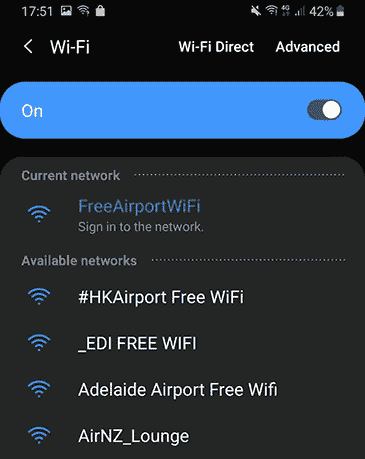 17:51 4G 42%
Wi-Fi Wi-Fi Direct Advanced
On
Current network
FreeAirportWiFi
Sign in to the network.
Available networks
#HKAirport Free WiFi
_EDI FREE WIFI
Adelaide Airport Free Wifi
AirNZ_Lounge